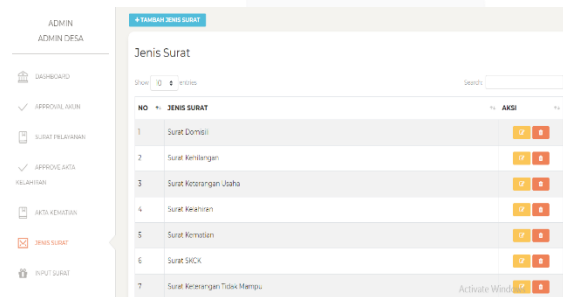 ADMIN
ADMIN DESA
DASHBOARD
APPROVAL AKUN
SURAT PELAYANAN
APPROVE AKTA
KELAHIRAN
AKTA KEMATIAN
JENIS SURAT
INPUT SURAT
+ TAMBAH JENIS SURAT
Jenis Surat
Show 10 entries
Search:
NO JENIS SURAT AKSI
1 Surat Domisili
2 Surat Kehilangan
3 Surat Keterangan Usaha
4 Surat Kelahiran
5 Surat Kematian
6 Surat SKCK
7 Surat Keterangan Tidak Mampu
Activate Windows